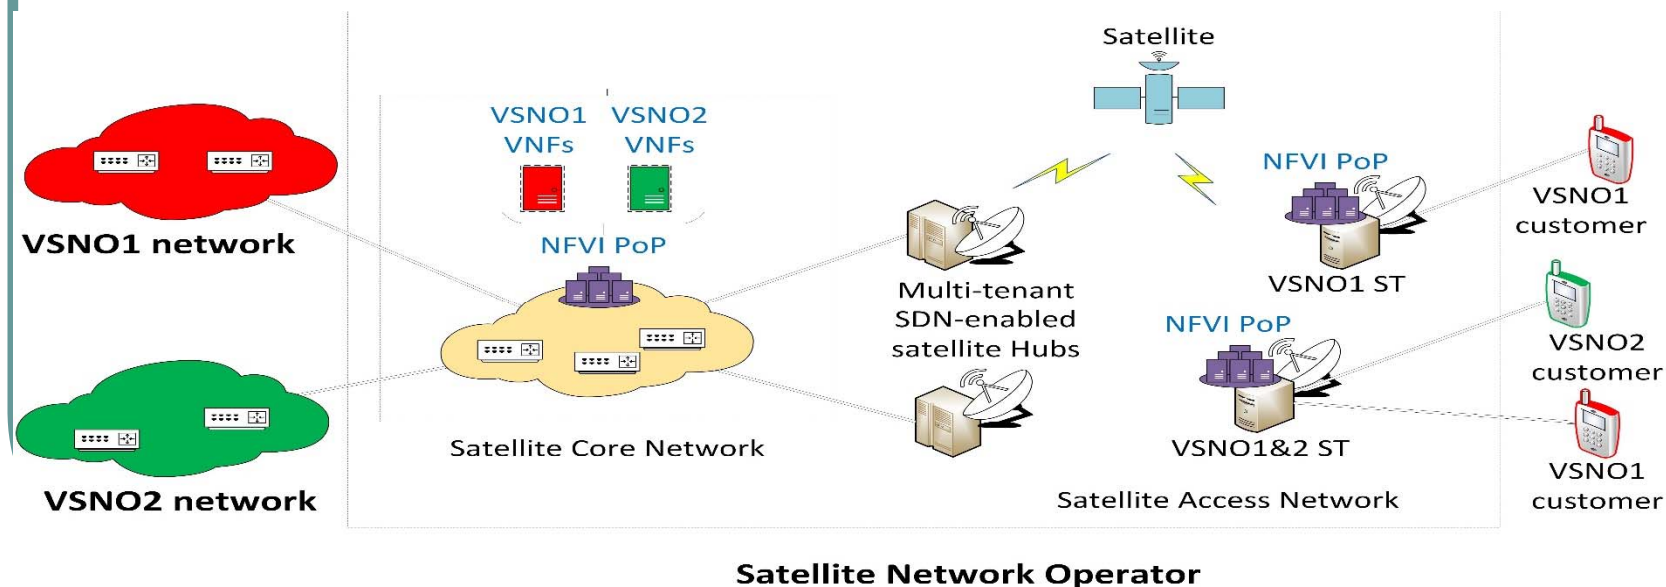 Satellite
VSNO1
VNFs
VSNO2
VNFs
NFVI PoP
VSNO1 network
NFVI PoP
VSNO1
customer
VSNO1 ST
Multi-tenant
SDN-enabled
satellite Hubs
NFVI PoP
VSNO2
customer
Satellite Core Network
VSNO1&2 ST
VSNO1
customer
VSNO2 network
Satellite Access Network
Satellite Network Operator